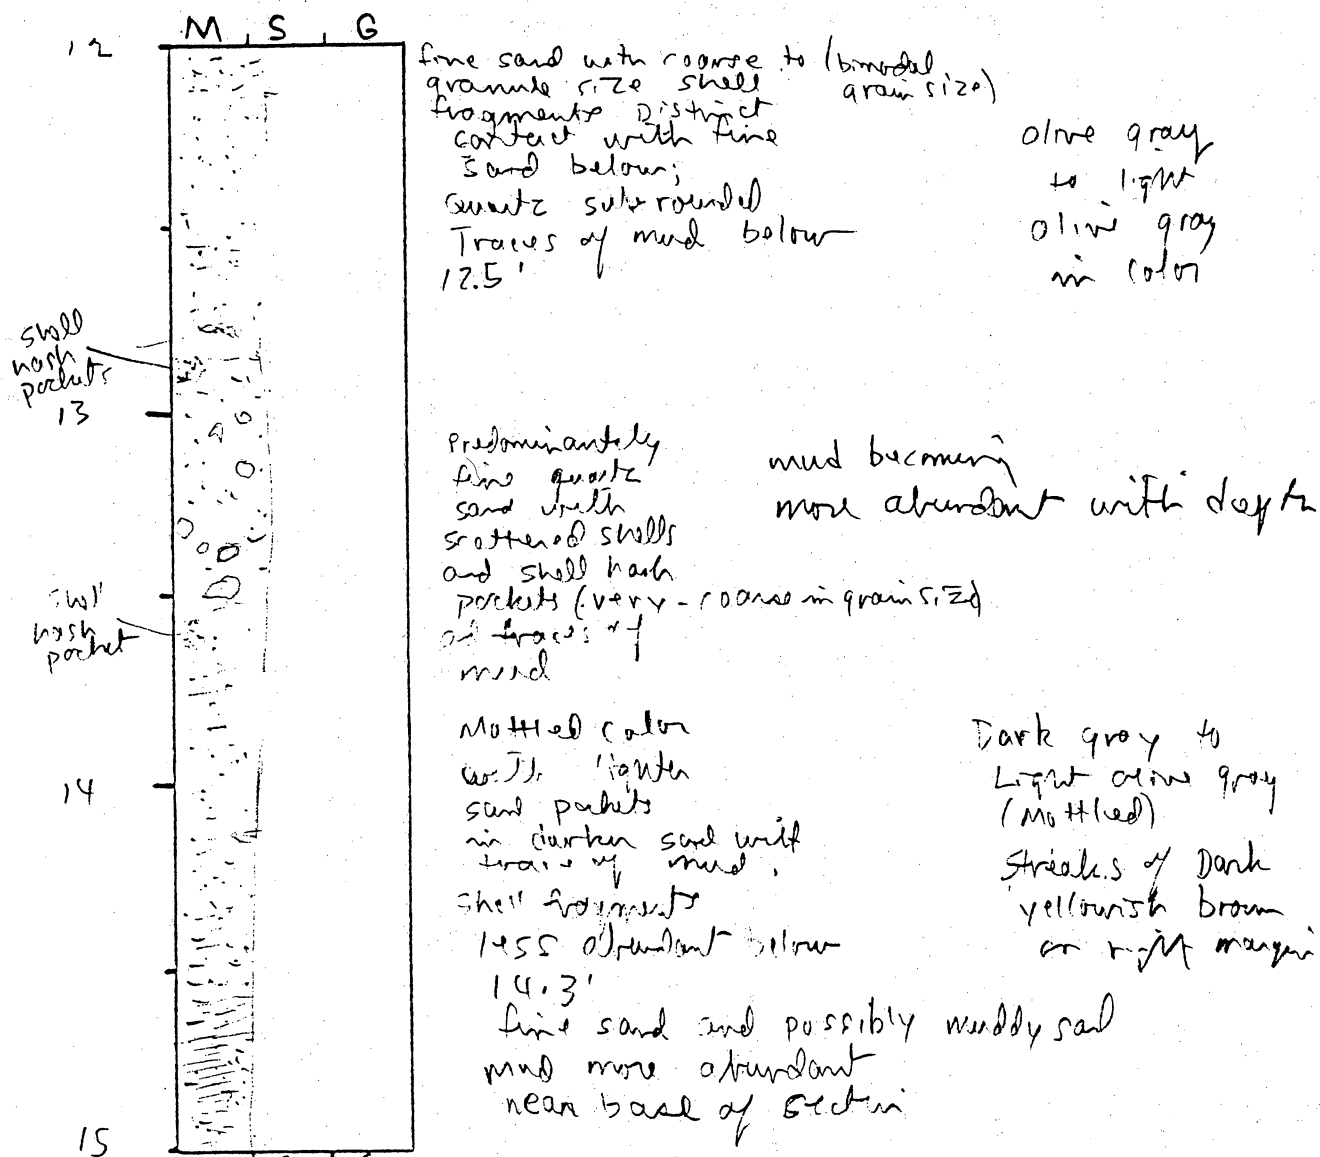 M S G
12
fine sand with coarse to (bimodal
granule size shell grain size)
fragments Distinct
contact with fine
sand below;
Quartz subrounded
Traces of mud below
12.5'
olive gray
to light
olive gray
in color
shell
hash
pockets
13
Predominantely
fine quartz
sand with
scattered shells
and shell hash
pockets (very-coarse in grain size)
traces of
mud
mud becoming
more abundant with depth
shell
hash
pocket
14
Mottled color
with lighter
sand pockets
in darker sand with
trace of mud.
shell fragments
less abundant below
14.3'
fine sand and possibly muddy sand
mud more abundant
near base of section
Dark gray to
Light olive gray
(Mottled)
Streaks of Dark
yellowish brown
on right margin
15